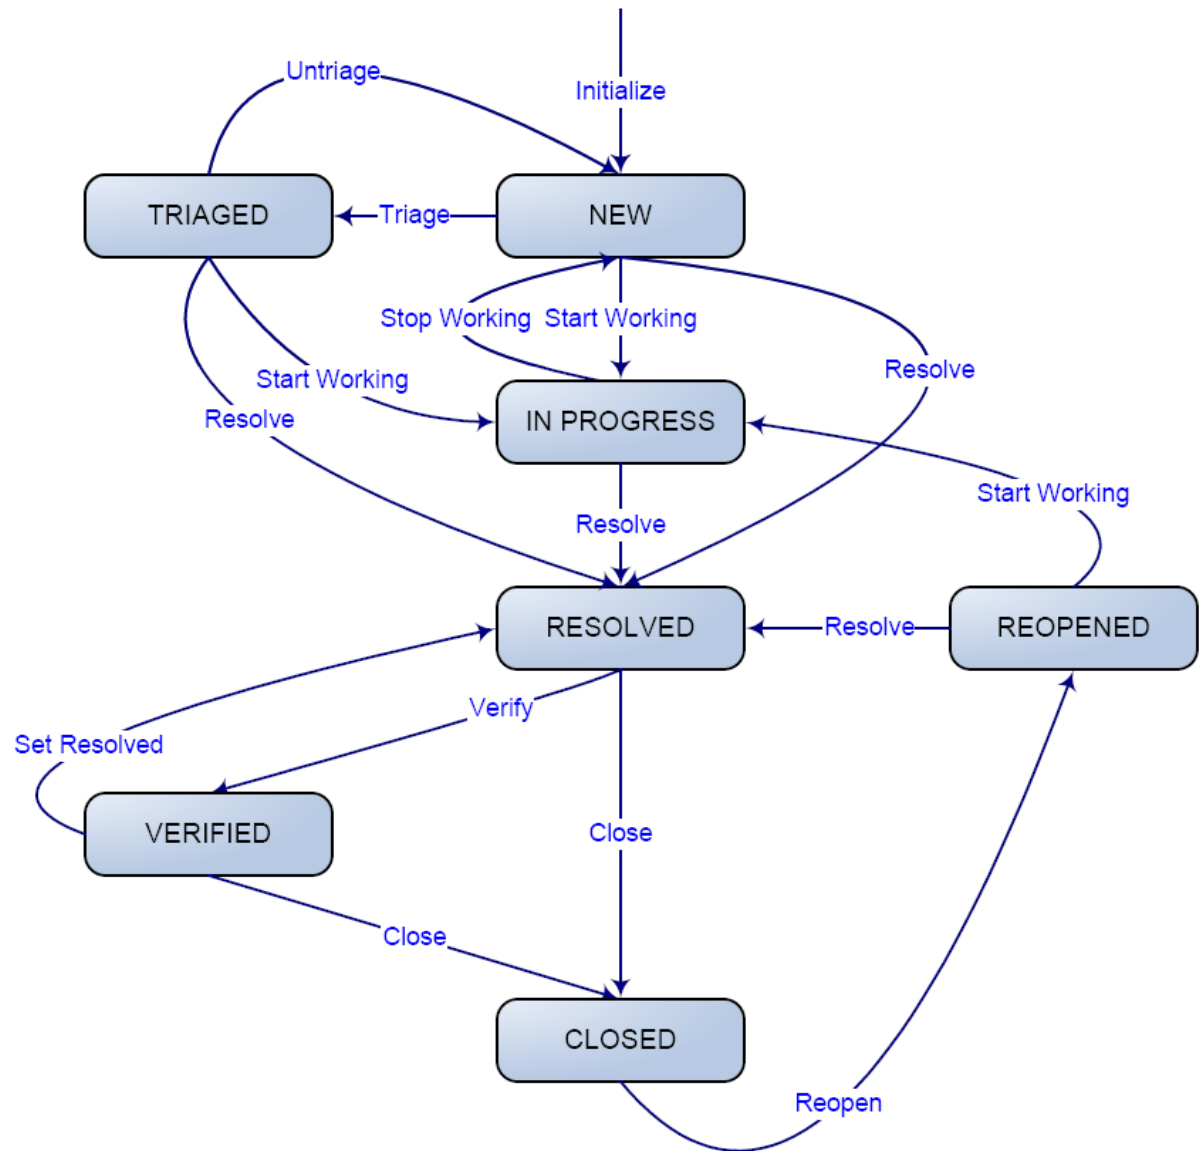 Untriage
Initialize
TRIAGED
Triage
NEW
Stop Working
Start Working
Resolve
Start Working
Resolve
IN PROGRESS
Start Working
Resolve
RESOLVED
Resolve
REOPENED
Verify
Set Resolved
VERIFIED
Close
Close
CLOSED
Reopen